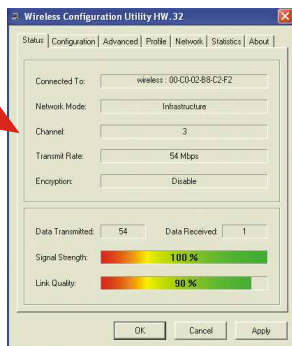 Wireless Configuration Utility HW. 32
Status Configuration Advanced Profile Network Statistics About
Connected To: wireless : 00-C0-02-B8-C2-F2
Network Mode: Infrastructure
Channel: 3
Transmit Rate: 54 Mbps
Encryption: Disable
Data Transmitted: 54 Data Received: 1
Signal Strength: 100 %
Link Quality: 90 %
OK Cancel Apply